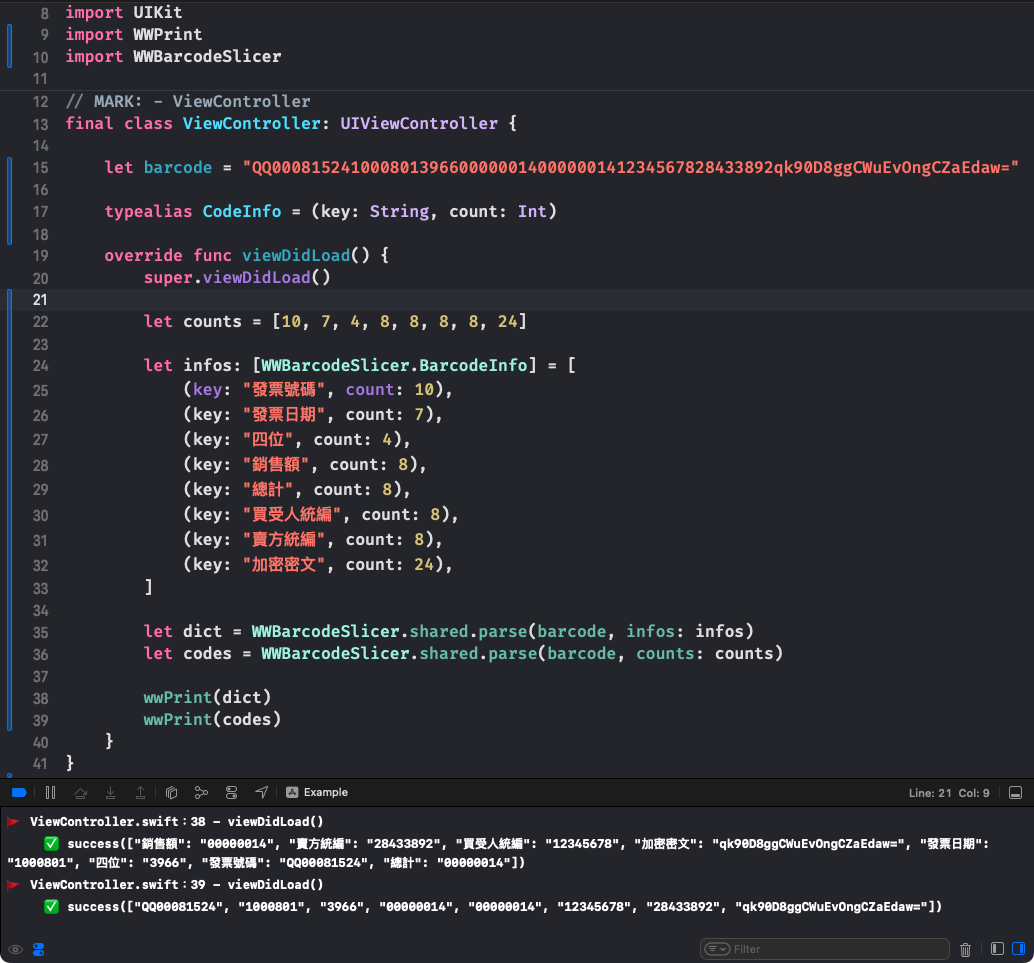 8 import UIKit
9 import WWPrint
10 import WWBarcodeSlicer
11
12 // MARK: - ViewController
13 final class ViewController: UIViewController {
14
15 let barcode = "QQ000815241000801396600000014000000141234567828433892qk90D8ggCWuEvOngCZaEdaw="
16
17 typealias CodeInfo = (key: String, count: Int)
18
19 override func viewDidLoad() {
20 super.viewDidLoad()
21
22 let counts = [10, 7, 4, 8, 8, 8, 8, 24]
23
24 let infos: [WWBarcodeSlicer.BarcodeInfo] = [
25 (key: "發票號碼", count: 10),
26 (key: "發票日期", count: 7),
27 (key: "四位", count: 4),
28 (key: "銷售額", count: 8),
29 (key: "總計", count: 8),
30 (key: "買受人統編", count: 8),
31 (key: "賣方統編", count: 8),
32 (key: "加密密文", count: 24),
33 ]
34
35 let dict = WWBarcodeSlicer.shared.parse(barcode, infos: infos)
36 let codes = WWBarcodeSlicer.shared.parse(barcode, counts: counts)
37
38 wwPrint(dict)
39 wwPrint(codes)
40 }
41 }
Example Line: 21 Col: 9
ViewController.swift：38 - viewDidLoad()
✅ success(["銷售額": "00000014", "賣方統編": "28433892", "買受人統編": "12345678", "加密密文": "qk90D8ggCWuEvOngCZaEdaw=", "發票日期":
"1000801", "四位": "3966", "發票號碼": "QQ00081524", "總計": "00000014"])
ViewController.swift：39 - viewDidLoad()
✅ success(["QQ00081524", "1000801", "3966", "00000014", "00000014", "12345678", "28433892", "qk90D8ggCWuEvOngCZaEdaw="])
Filter